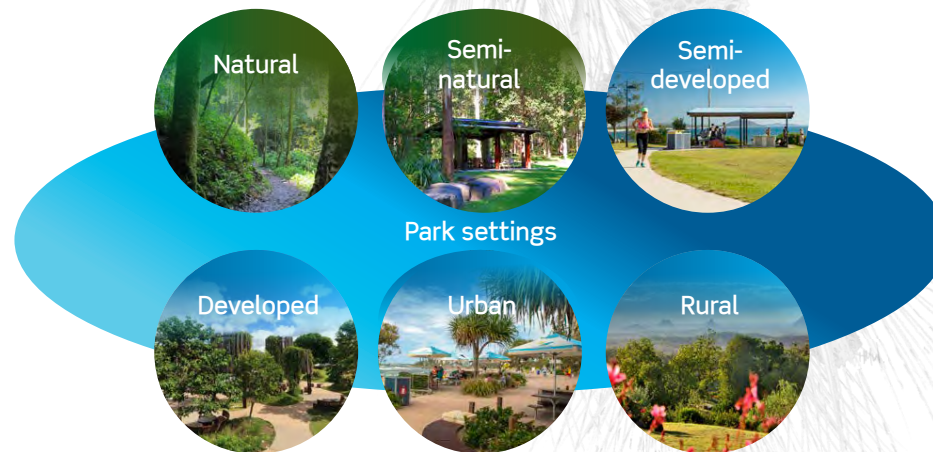 Natural
Semi-
natural
Semi-
developed
Park settings
Developed
Urban
Rural